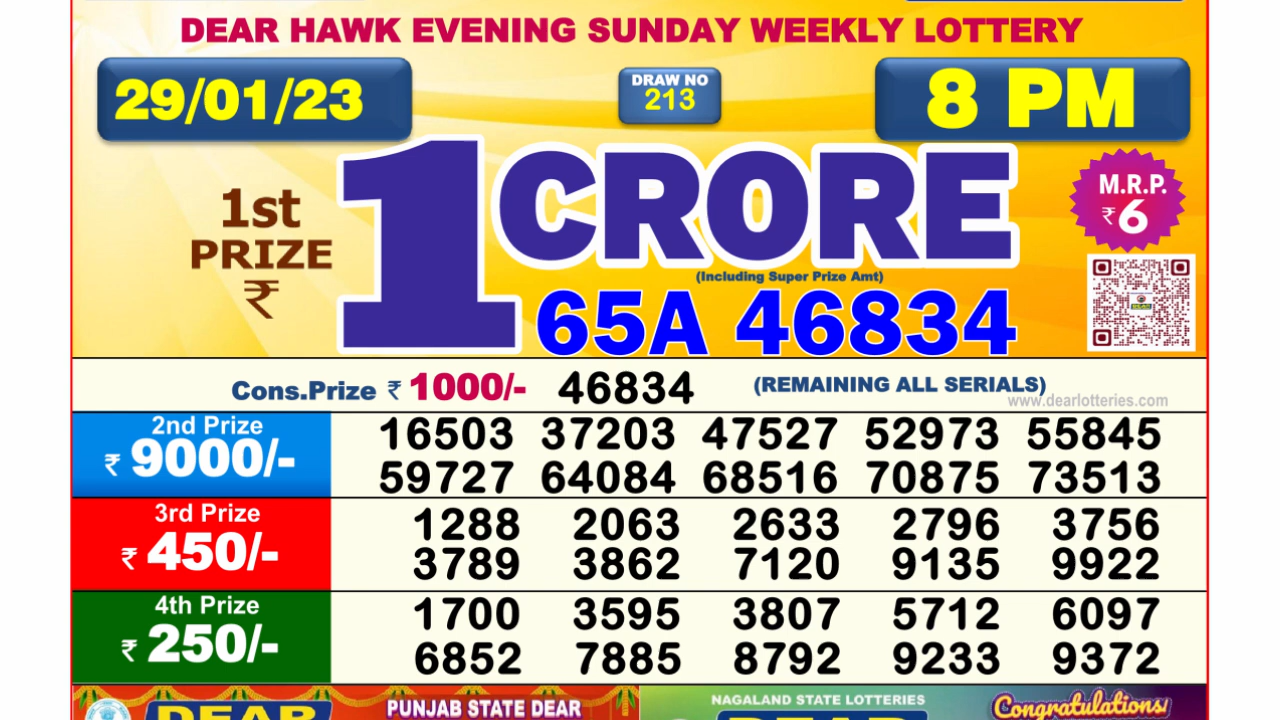 DEAR HAWK EVENING SUNDAY WEEKLY LOTTERY
29/01/23
DRAW NO
213
8 PM
1st
PRIZE
₹
1 CRORE
(Including Super Prize Amt)
65A 46834
M.R.P.
₹ 6
Cons.Prize ₹ 1000/- 46834 (REMAINING ALL SERIALS)
www.dearlotteries.com
2nd Prize
₹ 9000/-
16503 37203 47527 52973 55845
59727 64084 68516 70875 73513
3rd Prize
₹ 450/-
1288 2063 2633 2796 3756
3789 3862 7120 9135 9922
4th Prize
₹ 250/-
1700 3595 3807 5712 6097
6852 7885 8792 9233 9372
PUNJAB STATE DEAR
DEAR
NAGALAND STATE LOTTERIES
DEAR
Congratulations!